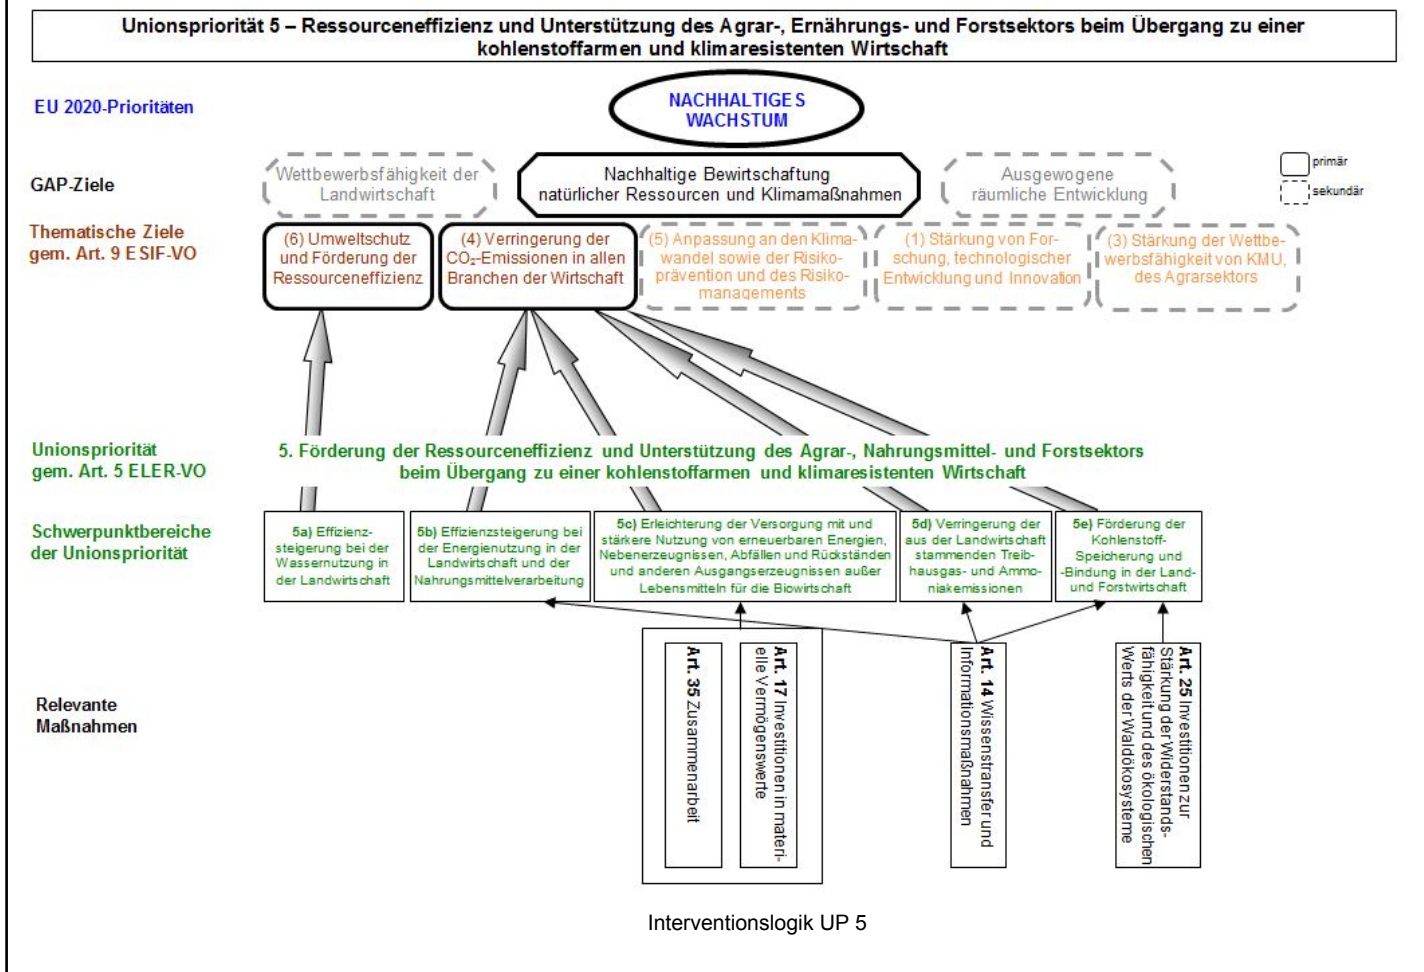 Unionspriorität 5 – Ressourceneffizienz und Unterstützung des Agrar-, Ernährungs- und Forstsektors beim Übergang zu einer
kohlenstoffarmen und klimaresistenten Wirtschaft
EU 2020-Prioritäten
NACHHALTIGES
WACHSTUM
GAP-Ziele
Wettbewerbsfähigkeit der
Landwirtschaft
Nachhaltige Bewirtschaftung
natürlicher Ressourcen und Klimamaßnahmen
Ausgewogene
räumliche Entwicklung
primär
sekundär
Thematische Ziele
gem. Art. 9 ESIF-VO
(6) Umweltschutz
und Förderung der
Ressourceneffizienz
(4) Verringerung der
CO₂-Emissionen in allen
Branchen der Wirtschaft
(5) Anpassung an den Klima-
wandel sowie der Risiko-
prävention und des Risiko-
managements
(1) Stärkung von For-
schung, technologischer
Entwicklung und Innovation
(3) Stärkung der Wettbe-
werbsfähigkeit von KMU,
des Agrarsektors
Unionspriorität
gem. Art. 5 ELER-VO
5. Förderung der Ressourceneffizienz und Unterstützung des Agrar-, Nahrungsmittel- und Forstsektors
beim Übergang zu einer kohlenstoffarmen und klimaresistenten Wirtschaft
Schwerpunktbereiche
der Unionspriorität
5a) Effizienz-
steigerung bei der
Wassernutzung in
der Landwirtschaft
5b) Effizienzsteigerung bei
der Energienutzung in der
Landwirtschaft und der
Nahrungsmittelverarbeitung
5c) Erleichterung der Versorgung mit und
stärkere Nutzung von erneuerbaren Energien,
Nebenerzeugnissen, Abfällen und Rückständen
und anderen Ausgangserzeugnissen außer
Lebensmitteln für die Biowirtschaft
5d) Verringerung der
aus der Landwirtschaft
stammenden Treib-
hausgas- und Ammo-
niakemissionen
5e) Förderung der
Kohlenstoff-
Speicherung und
-Bindung in der Land-
und Forstwirtschaft
Relevante
Maßnahmen
Art. 35 Zusammenarbeit
Art. 17 Investitionen in materi-
elle Vermögenswerte
Art. 14 Wissenstransfer und
Informationsmaßnahmen
Art. 25 Investitionen zur
Stärkung der Widerstands-
fähigkeit und des ökologischen
Werts der Waldökosysteme
Interventionslogik UP 5